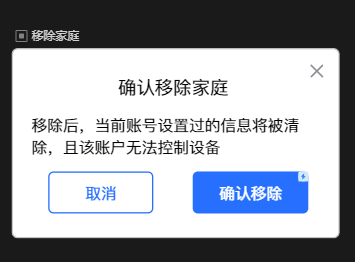 移除家庭
确认移除家庭
移除后，当前账号设置过的信息将被清
除，且该账户无法控制设备
取消
确认移除